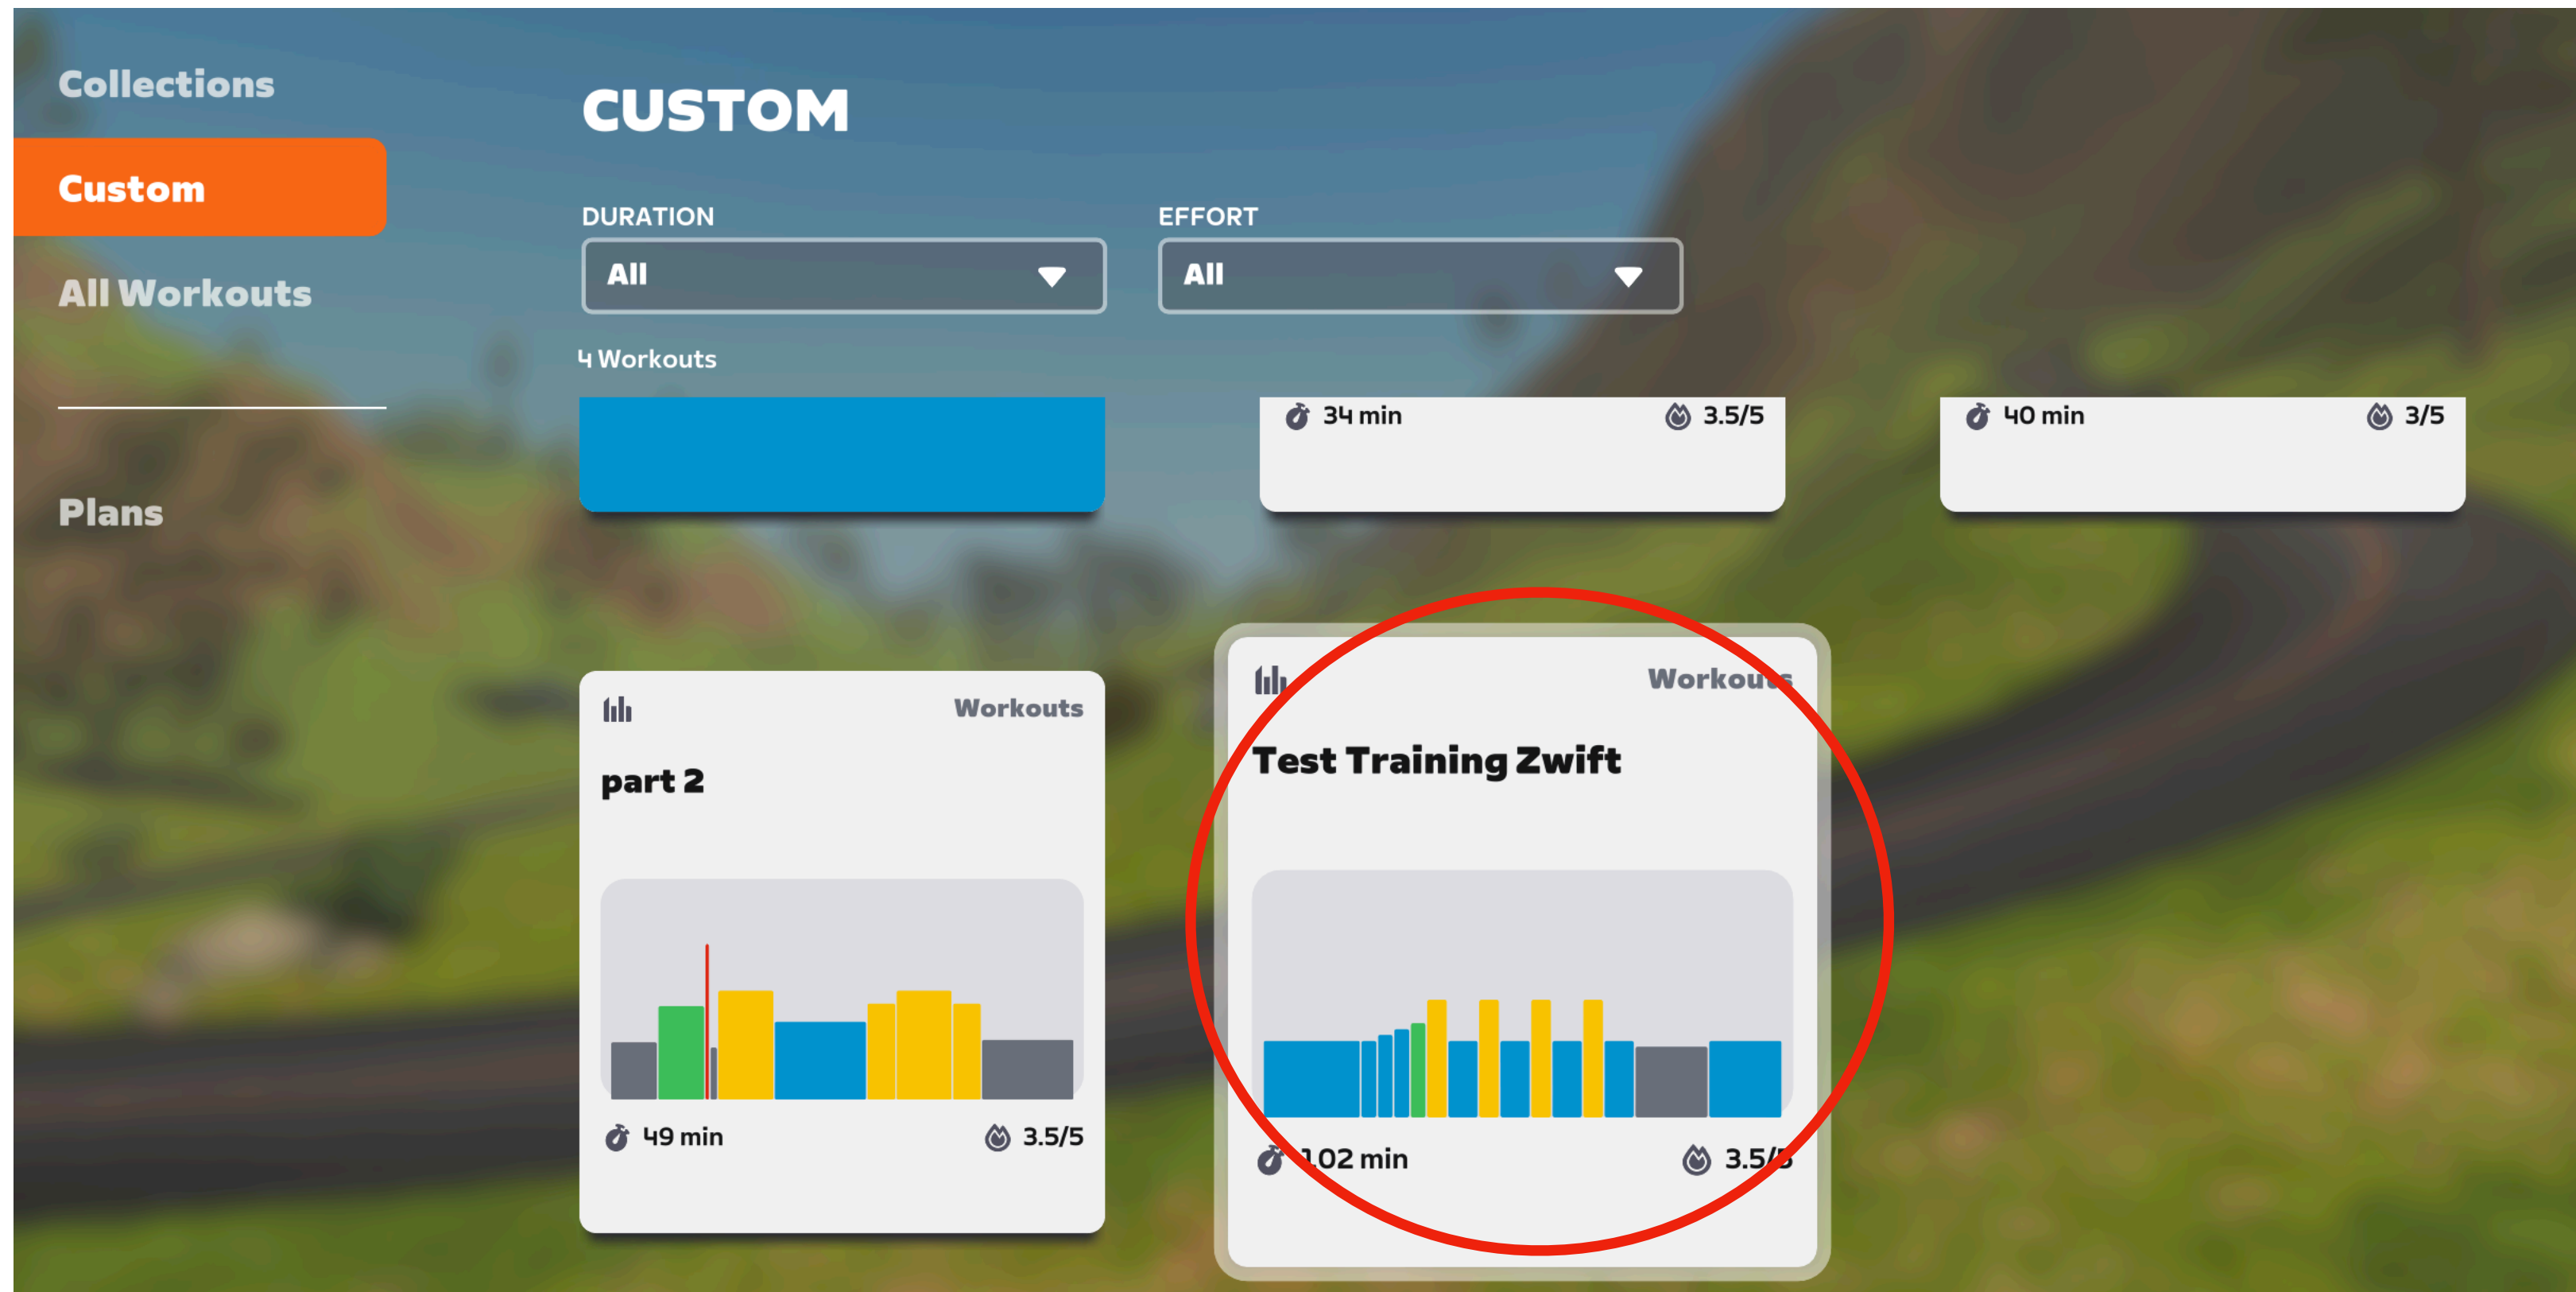 Collections
Custom
All Workouts
Plans
CUSTOM
DURATION
EFFORT
All
All
4 Workouts
34 min
3.5/5
40 min
3/5
Workouts
part 2
49 min
3.5/5
Workouts
Test Training Zwift
102 min
3.5/5